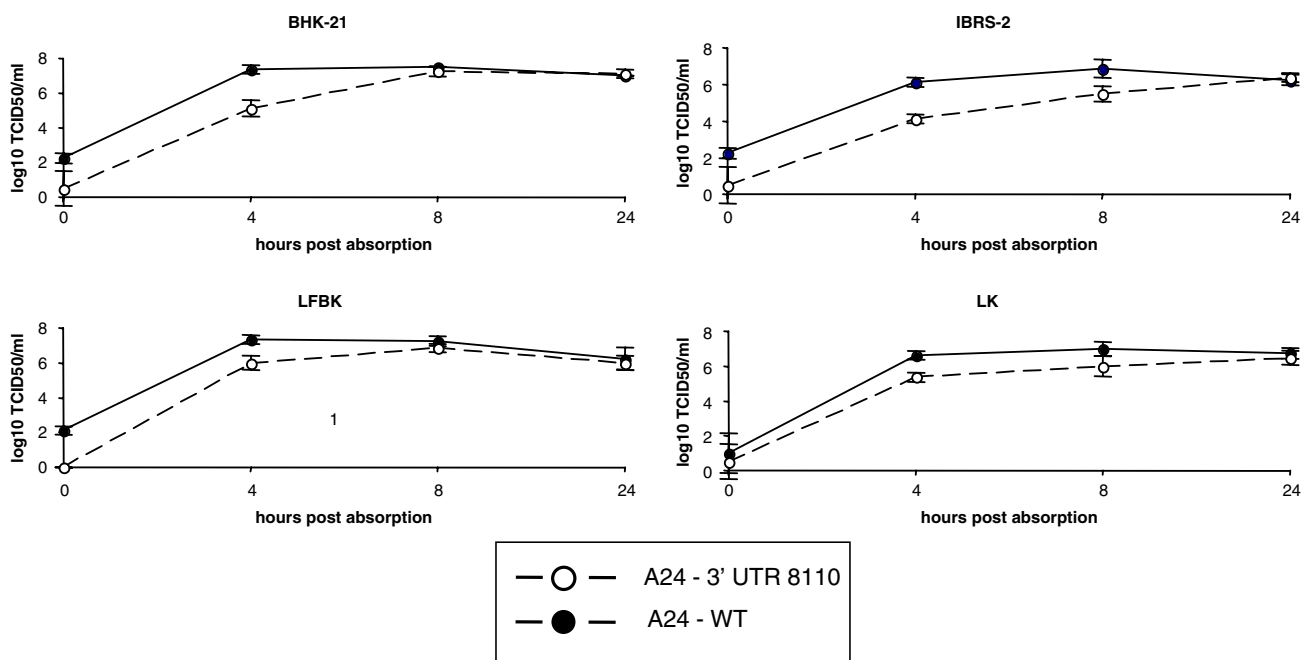 BHK-21
log10 TCID50/ml
8
6
4
2
0
0 4 8 24
hours post absorption
IBRS-2
log10 TCID50/ml
8
6
4
2
0
0 4 8 24
hours post absorption
LFBK
log10 TCID50/ml
8
6
4
2
0
1
0 4 8 24
hours post absorption
LK
log10 TCID50/ml
8
6
4
2
0
0 4 8 24
hours post absorption
A24 - 3' UTR 8110
A24 - WT